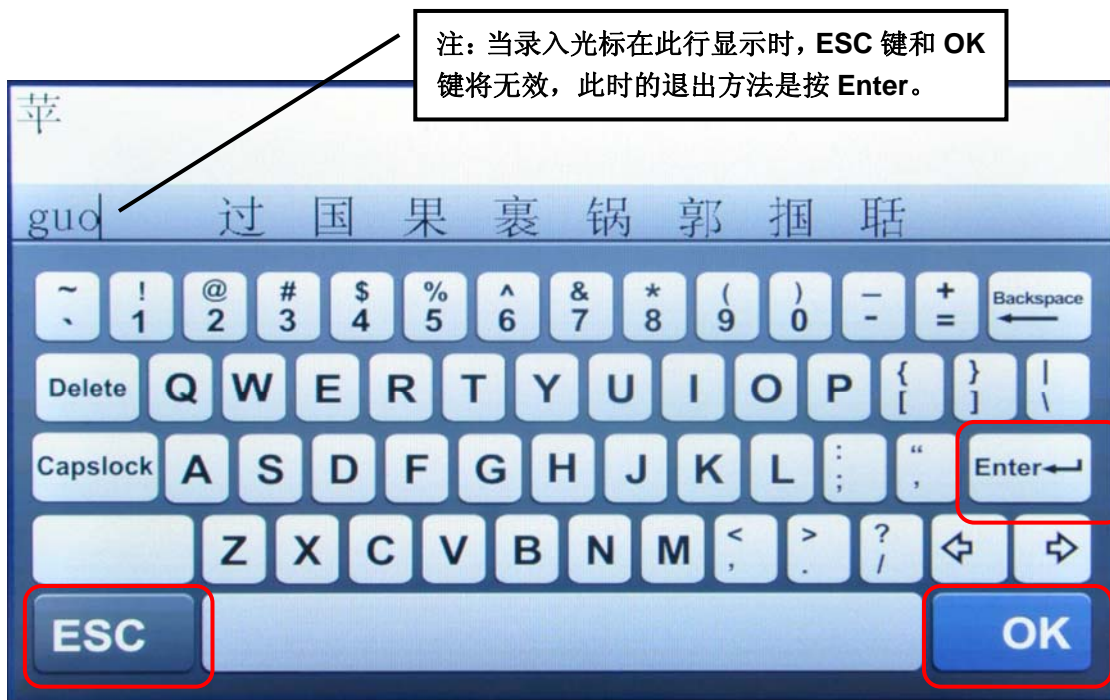 注：当录入光标在此行显示时，ESC 键和 OK
键将无效，此时的退出方法是按 Enter。
苹
guo 过 国 果 裹 锅 郭 掴 聒
~ ! @ # $ % ^ & * ( ) — + Backspace
、 1 2 3 4 5 6 7 8 9 0 - =
Delete Q W E R T Y U I O P { } |
[ ] \
Capslock A S D F G H J K L : “ Enter
; ,
Z X C V B N M < > ?
, . /
ESC OK